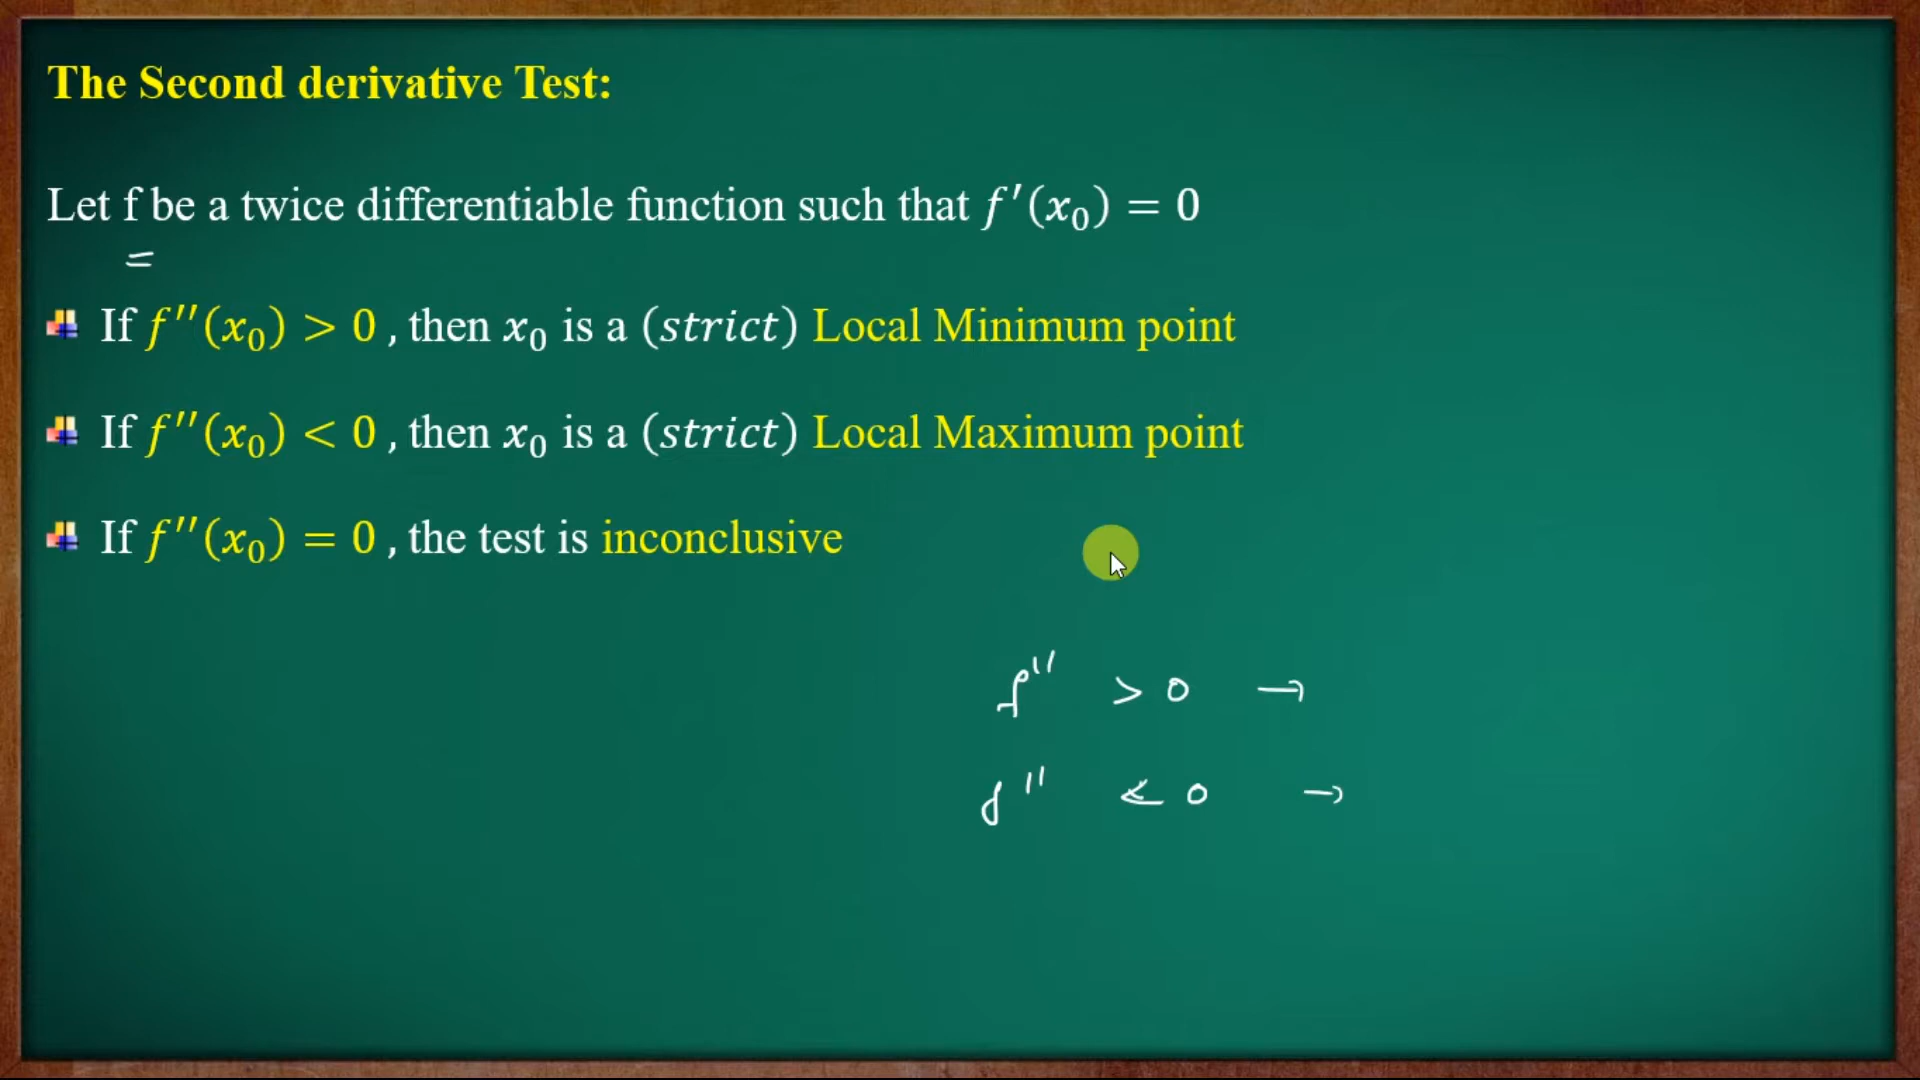 The Second derivative Test:
Let f be a twice differentiable function such that f′(x₀) = 0
=
If f′′(x₀) > 0 , then x₀ is a (strict) Local Minimum point
If f′′(x₀) < 0 , then x₀ is a (strict) Local Maximum point
If f′′(x₀) = 0 , the test is inconclusive
f′′ > 0 →
f′′ < 0 →